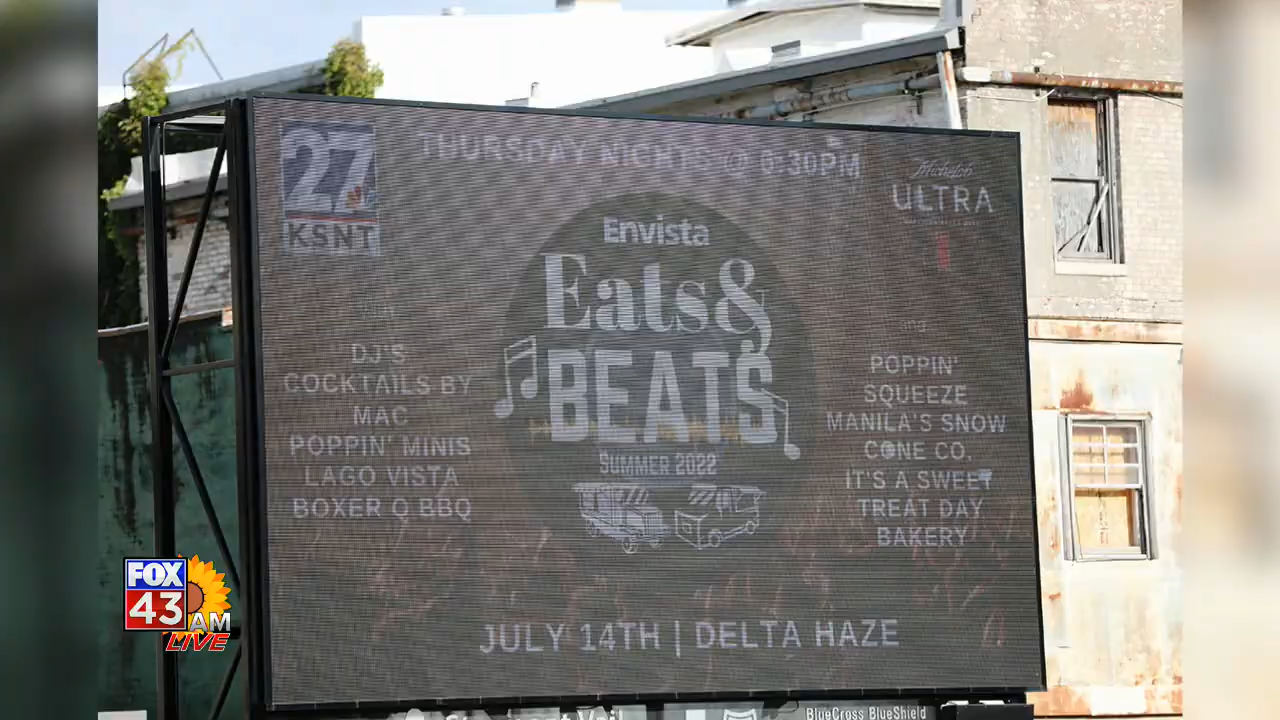 27
KSNT
THURSDAY NIGHTS @ 6:30PM
Michelob
ULTRA
Envista
Eats&
BEATS
SUMMER 2022
DJ'S
COCKTAILS BY
MAC
POPPIN' MINIS
LAGO VISTA
BOXER Q BBQ
POPPIN'
SQUEEZE
MANILA'S SNOW
CONE CO.
IT'S A SWEET
TREAT DAY
BAKERY
JULY 14TH | DELTA HAZE
FOX
43
AM
LIVE
BlueCross BlueShield